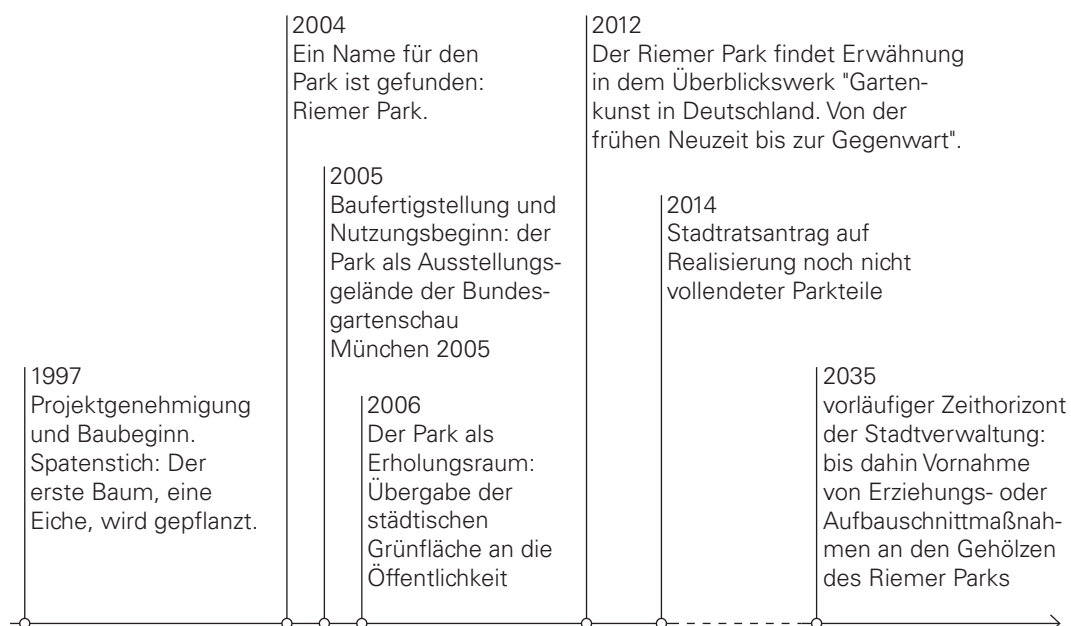 2004
Ein Name für den
Park ist gefunden:
Riemer Park.
2012
Der Riemer Park findet Erwähnung
in dem Überblickswerk "Garten-
kunst in Deutschland. Von der
frühen Neuzeit bis zur Gegenwart".
2005
Baufertigstellung und
Nutzungsbeginn: der
Park als Ausstellungs-
gelände der Bundes-
gartenschau
München 2005
2014
Stadtratsantrag auf
Realisierung noch nicht
vollendeter Parkteile
1997
Projektgenehmigung
und Baubeginn.
Spatenstich: Der
erste Baum, eine
Eiche, wird gepflanzt.
2006
Der Park als
Erholungsraum:
Übergabe der
städtischen
Grünfläche an die
Öffentlichkeit
2035
vorläufiger Zeithorizont
der Stadtverwaltung:
bis dahin Vornahme
von Erziehungs- oder
Aufbauschnittmaßnah-
men an den Gehölzen
des Riemer Parks